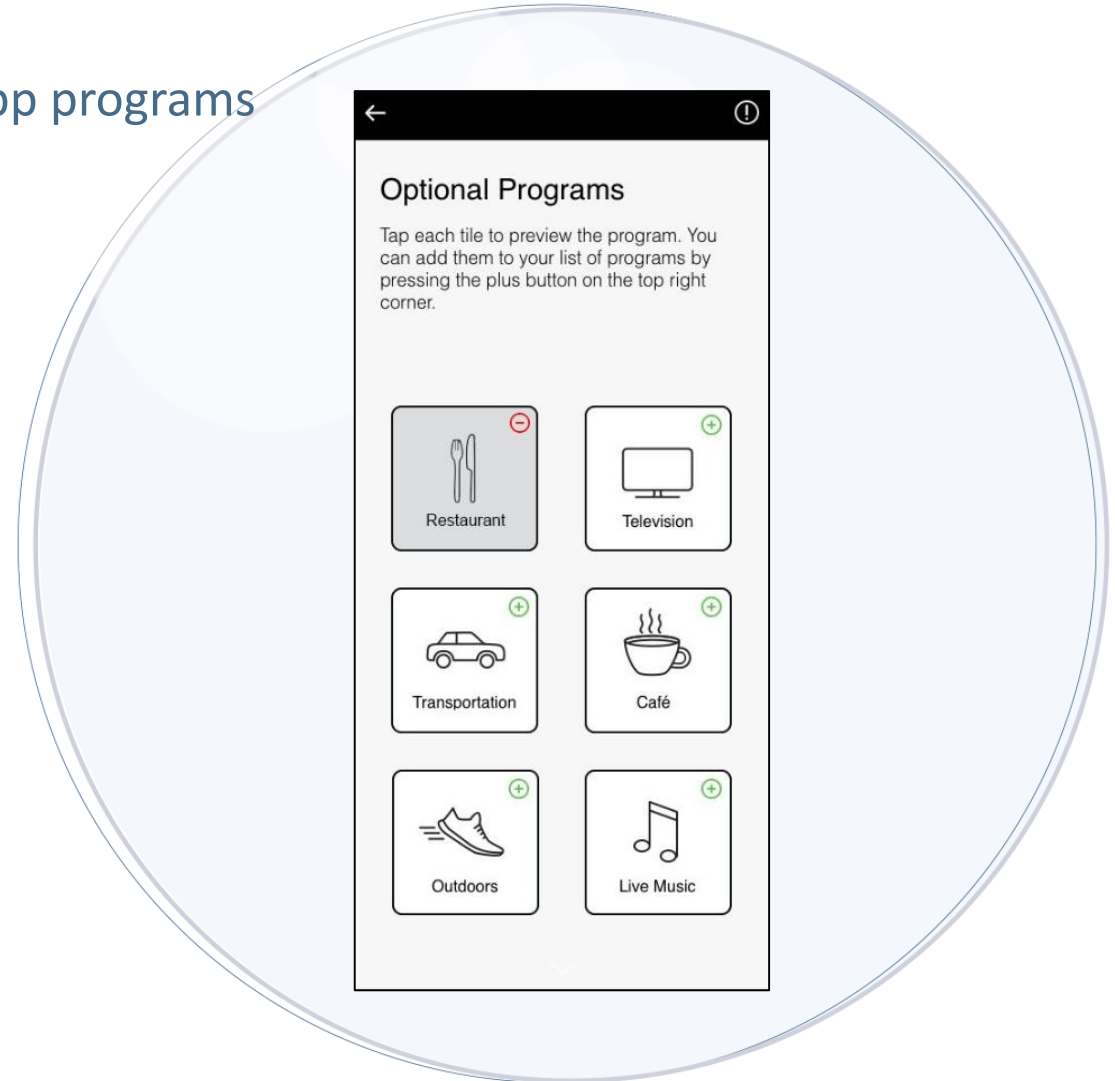 programs
Optional Programs
Tap each tile to preview the program. You
can add them to your list of programs by
pressing the plus button on the top right
corner.
Restaurant
Television
Transportation
Café
Outdoors
Live Music